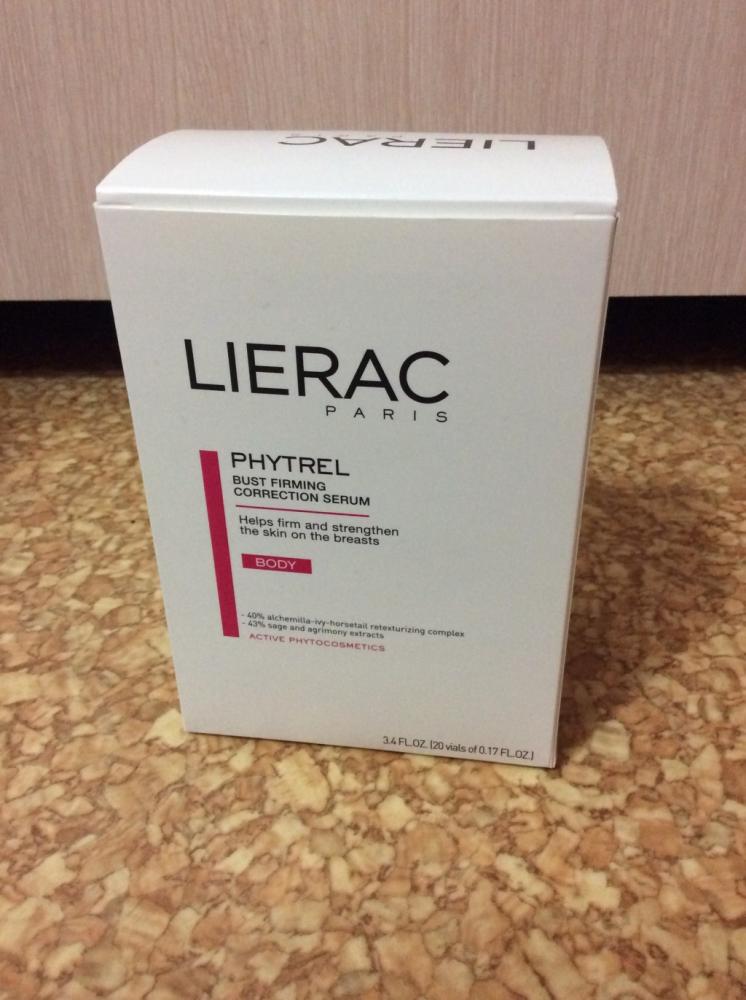 LIERAC
PARIS
LIERAC
PARIS
PHYTREL
BUST FIRMING
CORRECTION SERUM
Helps firm and strengthen
the skin on the breasts
BODY
- 40% alchemilla-ivy-horsetail retexturizing complex
- 43% sage and agrimony extracts
ACTIVE PHYTOCOSMETICS
3.4 FL.OZ. (20 vials of 0.17 FL.OZ.)